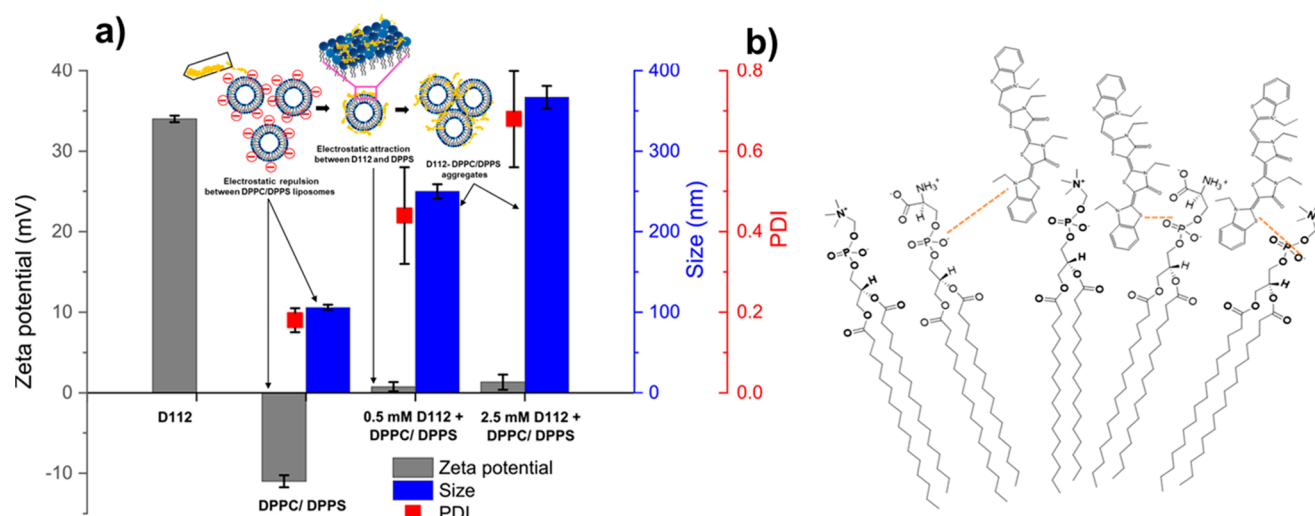 a)
b)
40
30
20
10
0
-10
Zeta potential (mV)
400
300
200
100
0
Size (nm)
0.8
0.6
0.4
0.2
0.0
PDI
Electrostatic repulsion
between DPPC/DPPS liposomes
Electrostatic attraction
between D112 and DPPS
D112- DPPC/DPPS
aggregates
D112
DPPC/ DPPS
0.5 mM D112 +
DPPC/ DPPS
2.5 mM D112 +
DPPC/ DPPS
Zeta potential
Size
PDI